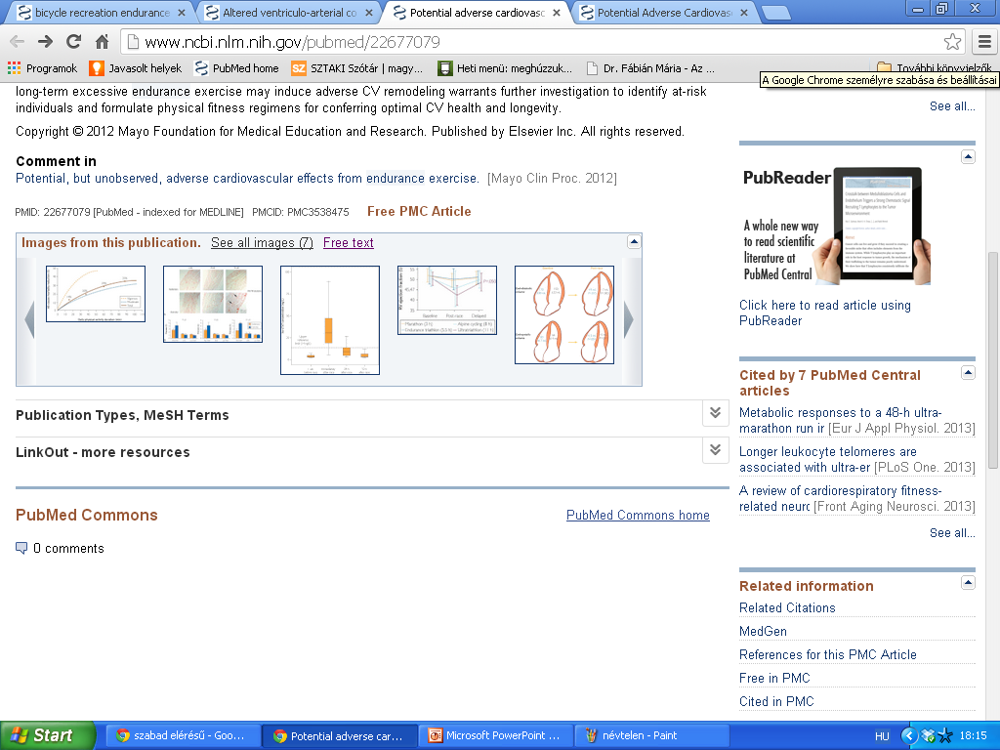 bicycle recreation endurance
Altered ventriculo-arterial co
Potential adverse cardiovasc
Potential Adverse Cardiovas
www.ncbi.nlm.nih.gov/pubmed/22677079
Programok
Javasolt helyek
PubMed home
SZTAKI Szótár | magy...
Heti menü: meghúzzuk...
Dr. Fábián Mária - Az ...
További könyvjelzők
A Google Chrome személyre szabása és beállításai
long-term excessive endurance exercise may induce adverse CV remodeling warrants further investigation to identify at-risk
individuals and formulate physical fitness regimens for conferring optimal CV health and longevity.
Copyright © 2012 Mayo Foundation for Medical Education and Research. Published by Elsevier Inc. All rights reserved.
Comment in
Potential, but unobserved, adverse cardiovascular effects from endurance exercise. [Mayo Clin Proc. 2012]
PMID: 22677079 [PubMed - indexed for MEDLINE] PMCID: PMC3538475 Free PMC Article
Images from this publication. See all images (7) Free text
Publication Types, MeSH Terms
LinkOut - more resources
PubMed Commons
PubMed Commons home
0 comments
See all...
PubReader
A whole new
way to read
scientific
literature at
PubMed Central
Click here to read article using
PubReader
Cited by 7 PubMed Central
articles
Metabolic responses to a 48-h ultra-
marathon run ir [Eur J Appl Physiol. 2013]
Longer leukocyte telomeres are
associated with ultra-er [PLoS One. 2013]
A review of cardiorespiratory fitness-
related neuro [Front Aging Neurosci. 2013]
See all...
Related information
Related Citations
MedGen
References for this PMC Article
Free in PMC
Cited in PMC
Start
szabad elérésű - Goo...
Potential adverse car...
Microsoft PowerPoint ...
névtelen - Paint
HU
18:15